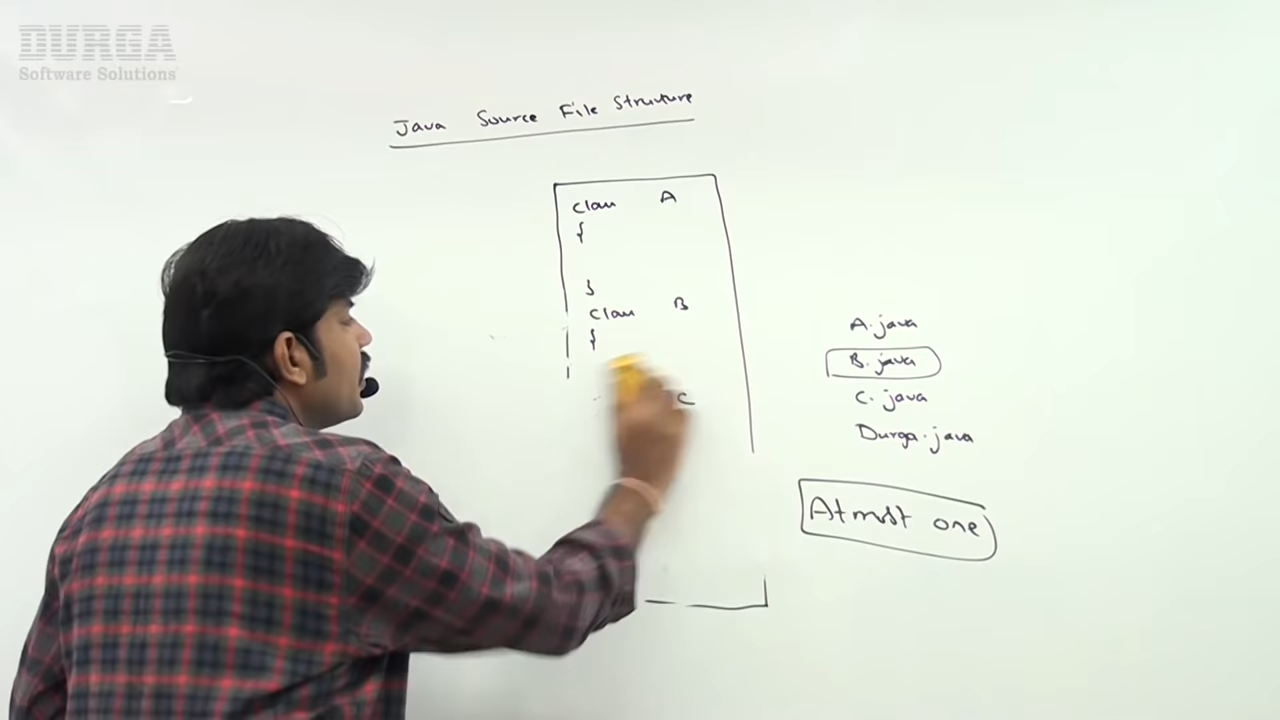 DURGA
Software Solutions
Java Source File Structure
class A
{
}
class B
{
C
A.java
B.java
C.java
Durga.java
Atmost one